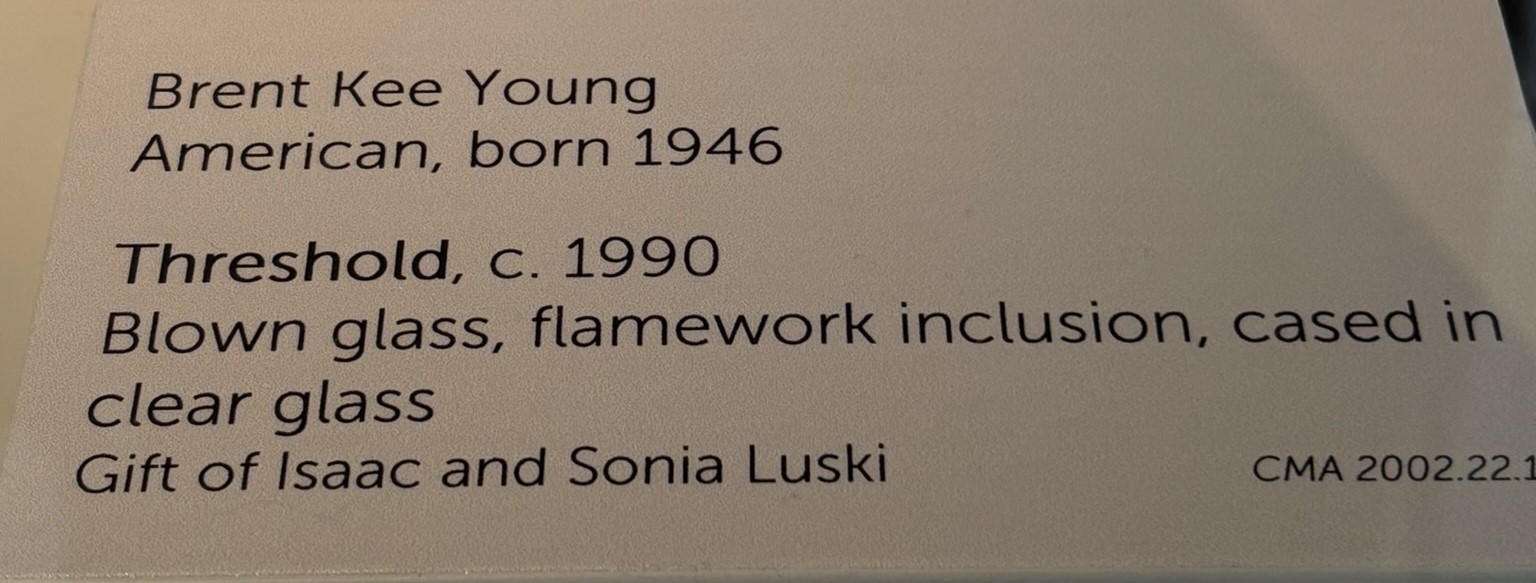 Brent Kee Young
American, born 1946
Threshold, c. 1990
Blown glass, flamework inclusion, cased in
clear glass
Gift of Isaac and Sonia Luski
CMA 2002.22.1